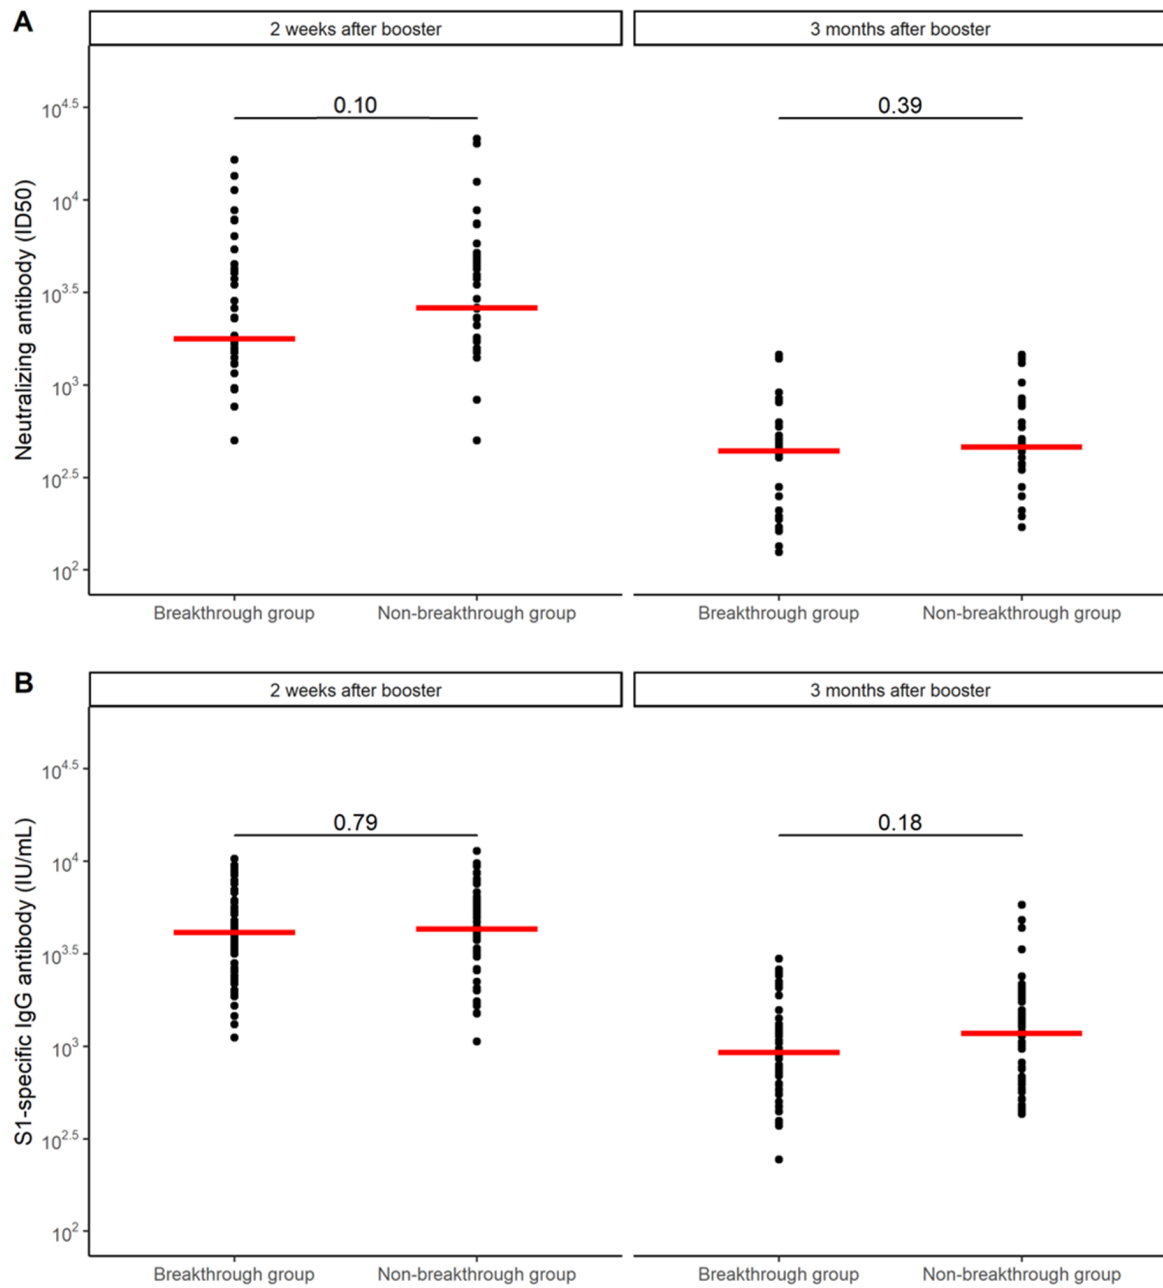 A
2 weeks after booster
3 months after booster
Neutralizing antibody (ID50)
10^4.5
10^4
10^3.5
10^3
10^2.5
10^2
0.10
0.39
Breakthrough group
Non-breakthrough group
Breakthrough group
Non-breakthrough group
B
2 weeks after booster
3 months after booster
S1-specific IgG antibody (IU/mL)
10^4.5
10^4
10^3.5
10^3
10^2.5
10^2
0.79
0.18
Breakthrough group
Non-breakthrough group
Breakthrough group
Non-breakthrough group